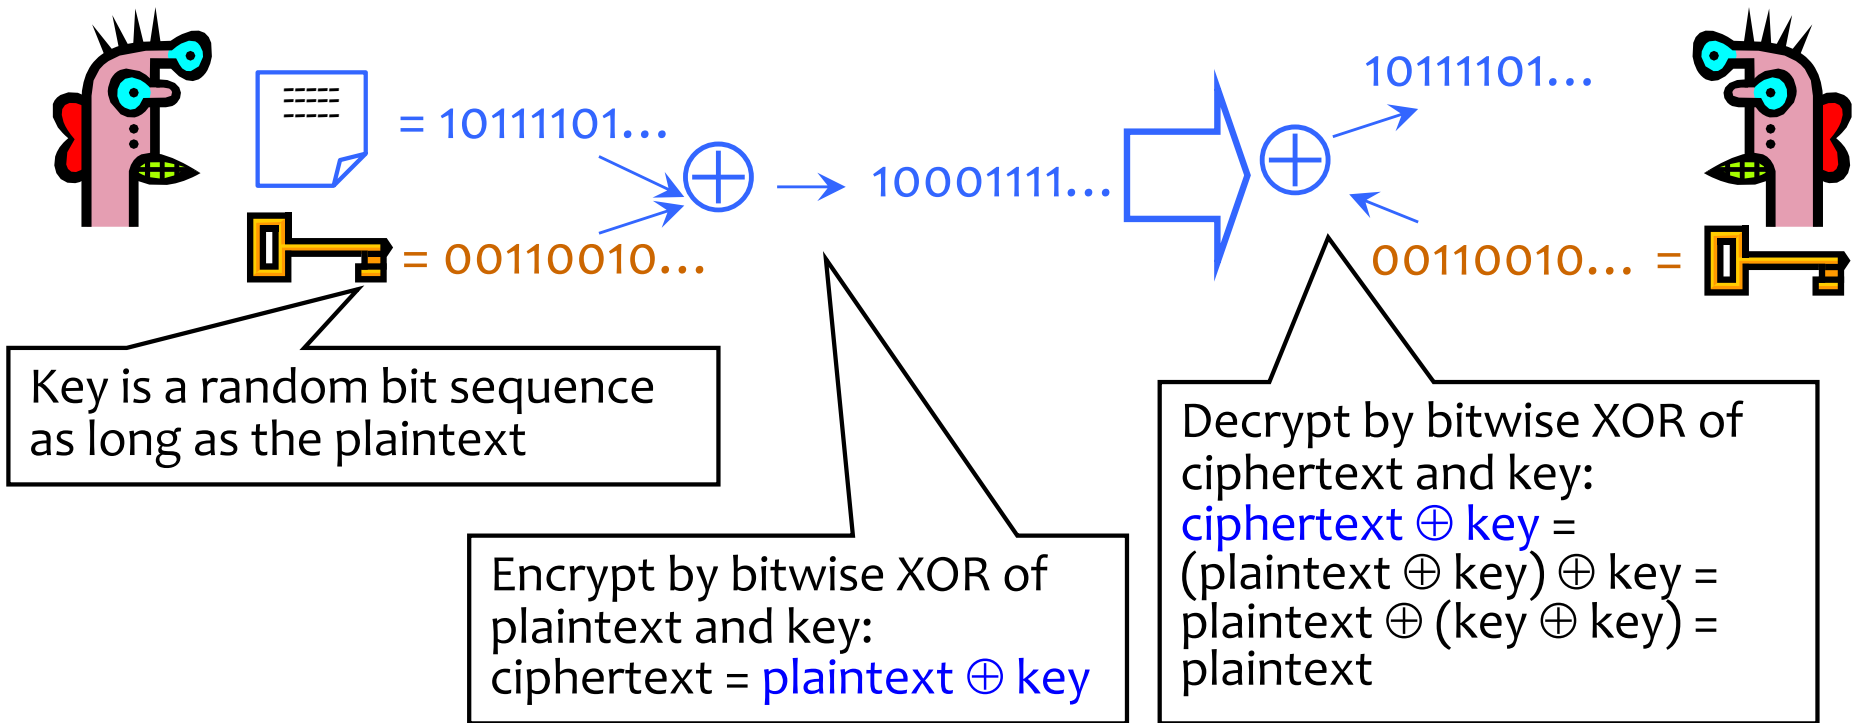 -----
-----
-----
= 10111101...
= 00110010...
10001111...
10111101...
00110010... =
Key is a random bit sequence
as long as the plaintext
Encrypt by bitwise XOR of
plaintext and key:
ciphertext = plaintext ⊕ key
Decrypt by bitwise XOR of
ciphertext and key:
ciphertext ⊕ key =
(plaintext ⊕ key) ⊕ key =
plaintext ⊕ (key ⊕ key) =
plaintext